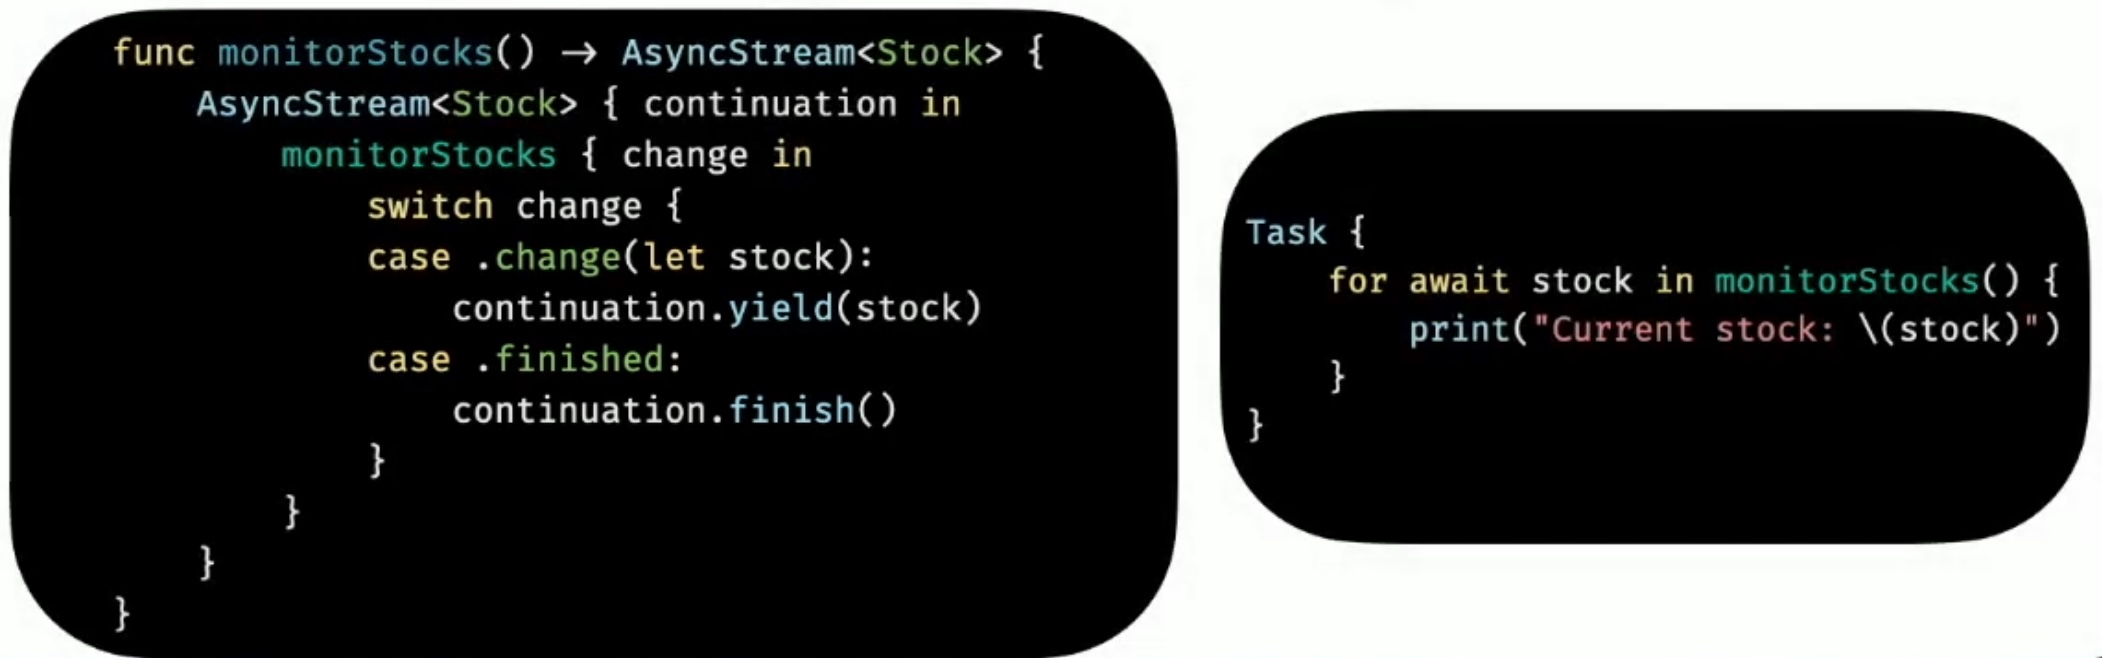 func monitorStocks() → AsyncStream<Stock> {
    AsyncStream<Stock> { continuation in
        monitorStocks { change in
            switch change {
            case .change(let stock):
                continuation.yield(stock)
            case .finished:
                continuation.finish()
            }
        }
    }
}
Task {
    for await stock in monitorStocks() {
        print("Current stock: \(stock)")
    }
}